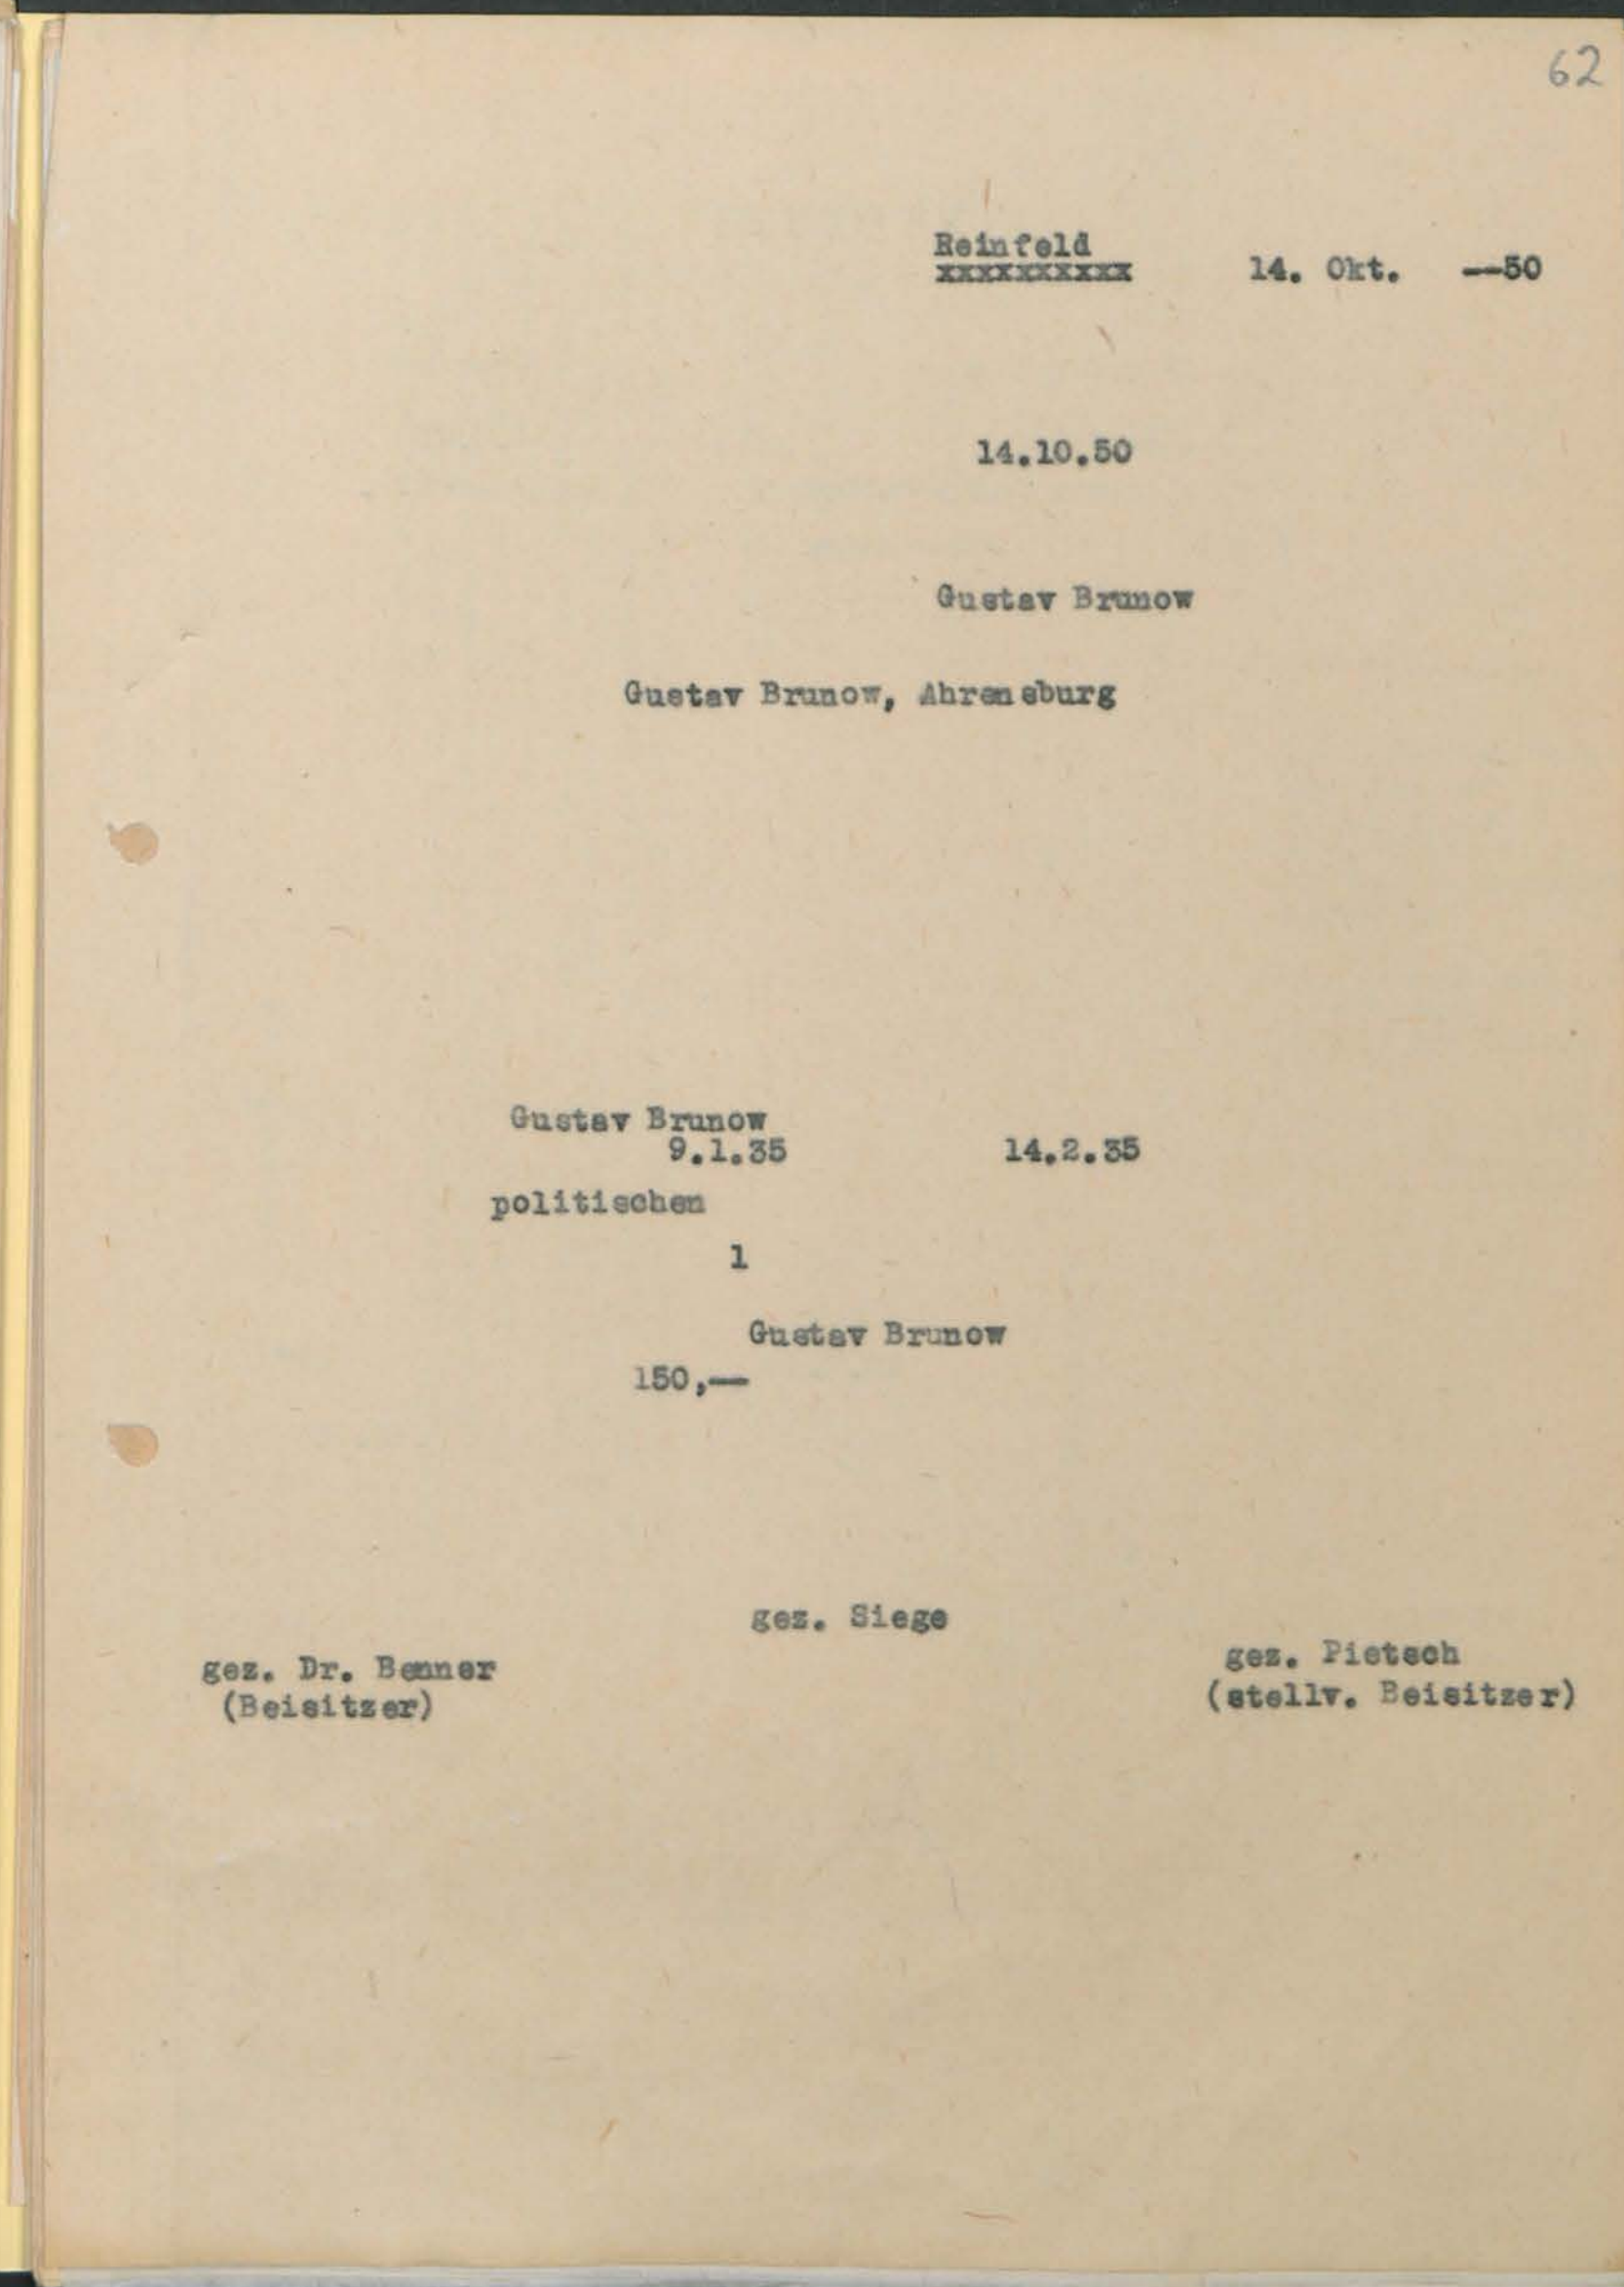 62
Reinfeld
xxxxxxxxxx 14. Okt. --50
14.10.50
Gustav Brunow
Gustav Brunow, Ahrensburg
Gustav Brunow
9.1.35 14.2.35
politischen
1
Gustav Brunow
150,--
gez. Siege
gez. Dr. Benner gez. Pietsch
(Beisitzer) (stellv. Beisitzer)